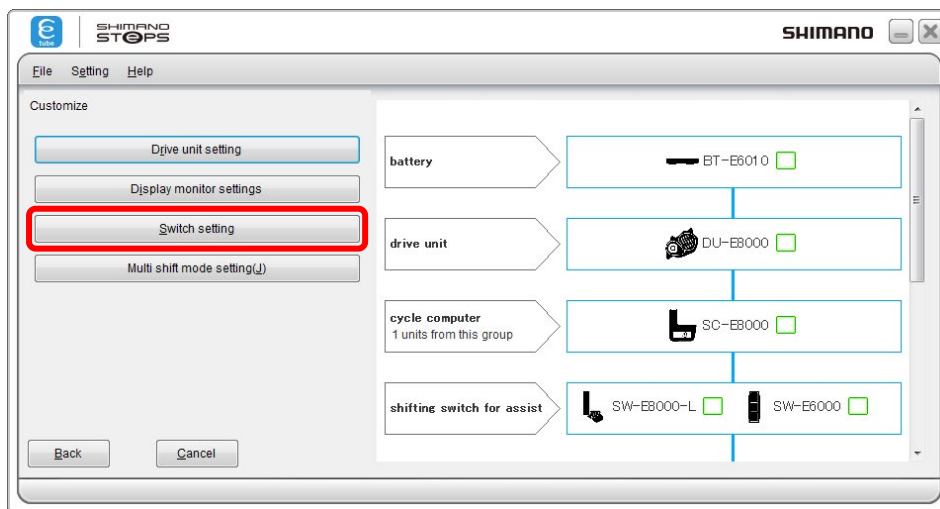 SHIMANO
STEPS
tube
SHIMANO
File Setting Help
Customize
Drive unit setting
Display monitor settings
Switch setting
Multi shift mode setting(J)
Back
Cancel
battery
BT-E6010
drive unit
DU-E8000
cycle computer
1 units from this group
SC-E8000
shifting switch for assist
SW-E8000-L
SW-E6000